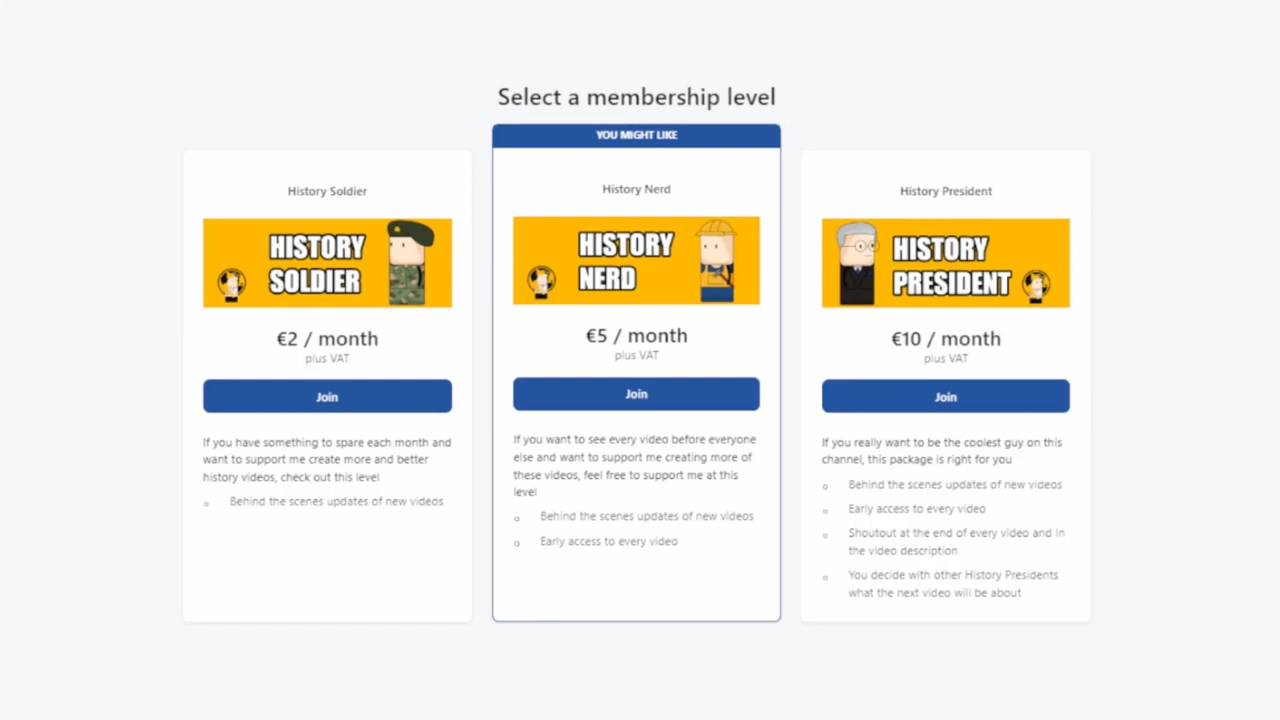 Select a membership level
YOU MIGHT LIKE
History Soldier
HISTORY
SOLDIER
€2 / month
plus VAT
Join
If you have something to spare each month and
want to support me create more and better
history videos, check out this level
Behind the scenes updates of new videos
History Nerd
HISTORY
NERD
€5 / month
plus VAT
Join
If you want to see every video before everyone
else and want to support me creating more of
these videos, feel free to support me at this
level
Behind the scenes updates of new videos
Early access to every video
History President
HISTORY
PRESIDENT
€10 / month
plus VAT
Join
If you really want to be the coolest guy on this
channel, this package is right for you
Behind the scenes updates of new videos
Early access to every video
Shoutout at the end of every video and in
the video description
You decide with other History Presidents
what the next video will be about